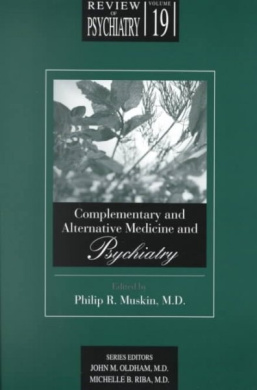 REVIEW
OF
PSYCHIATRY
VOLUME
19
Complementary and
Alternative Medicine and
Psychiatry
Edited by
Philip R. Muskin, M.D.
SERIES EDITORS
JOHN M. OLDHAM, M.D.
MICHELLE B. RIBA, M.D.